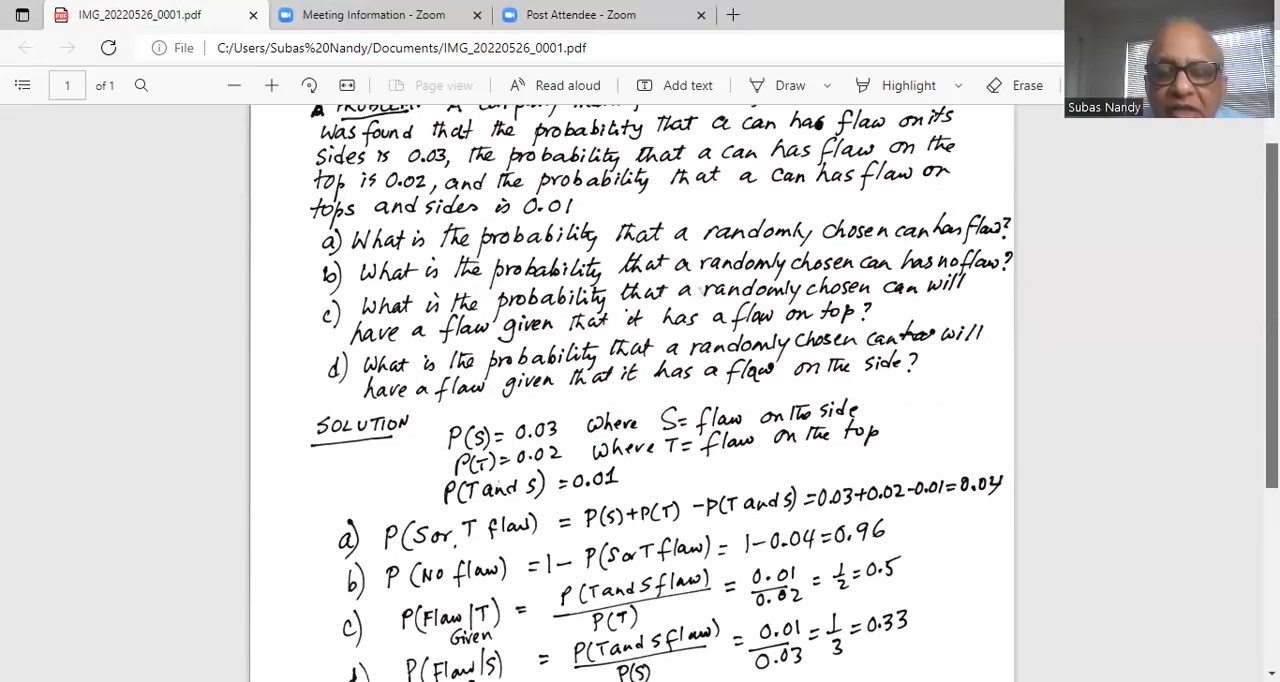 IMG_20220526_0001.pdf
Meeting Information - Zoom
Post Attendee - Zoom
File
C:/Users/Subas%20Nandy/Documents/IMG_20220526_0001.pdf
1 of 1
Page view
Read aloud
Add text
Draw
Highlight
Erase
Subas Nandy
PROBLEM: A company
was found that the probability that a can has flaw on its
sides is 0.03, the probability that a can has flaw on the
top is 0.02, and the probability that a can has flaw on
tops and sides is 0.01
a) What is the probability that a randomly chosen can has flaw?
b) What is the probability that a randomly chosen can has no flaw?
c) What is the probability that a randomly chosen can will
have a flaw given that it has a flaw on top?
d) What is the probability that a randomly chosen can will
have a flaw given that it has a flaw on the side?
SOLUTION
P(S) = 0.03 where S = flaw on the side
P(T) = 0.02 where T = flaw on the top
P(T and S) = 0.01
a) P(S or T flaw) = P(S) + P(T) - P(T and S) = 0.03+0.02-0.01=0.04
b) P(No flaw) = 1 - P(S or T flaw) = 1-0.04=0.96
c) P(Flaw|T) = P(T and S flaw) / P(T) = 0.01/0.02 = 1/2 = 0.5
Given
d) P(Flaw|S) = P(T and S flaw) / P(S) = 0.01/0.03 = 1/3 = 0.33